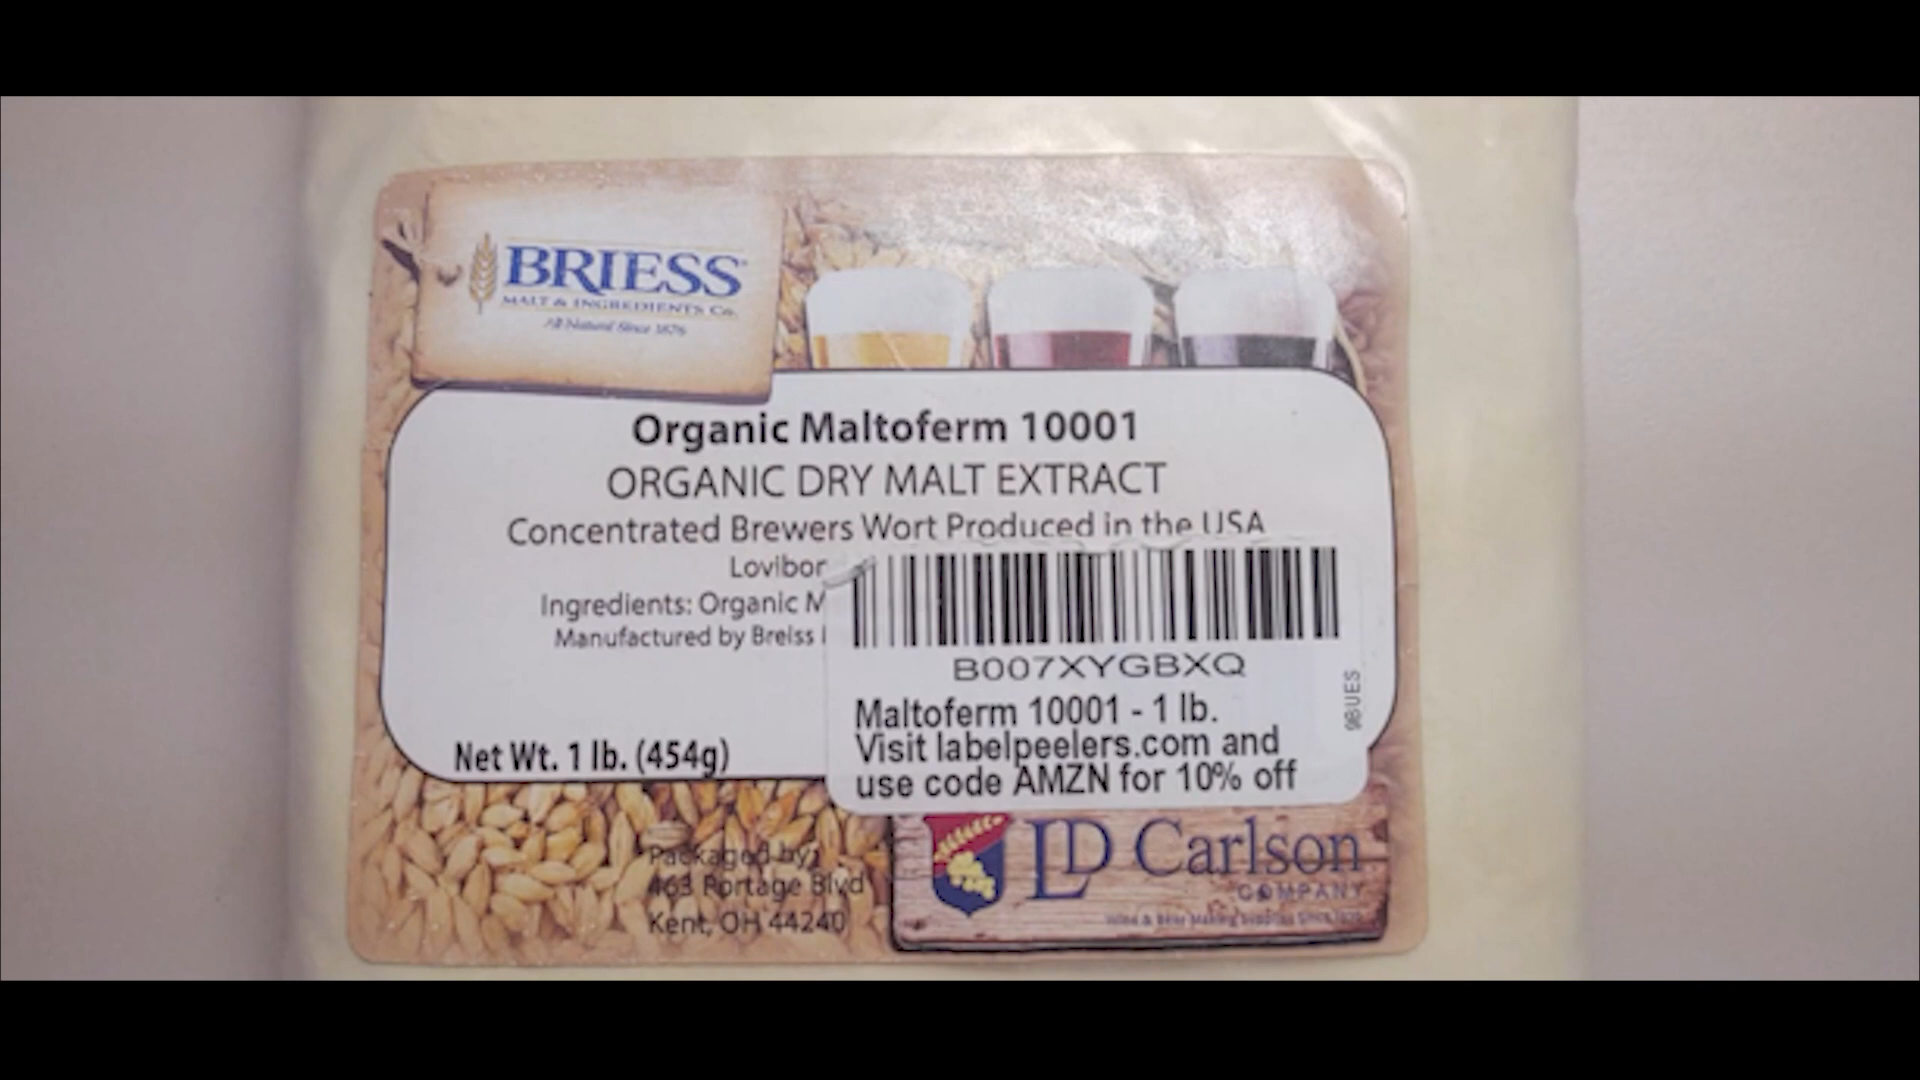 BRIESS
MALT & INGREDIENTS Co.
All Natural Since 1876
Organic Maltoferm 10001
ORGANIC DRY MALT EXTRACT
Concentrated Brewers Wort Produced in the USA
Lovibon
Ingredients: Organic M
Manufactured by Breiss
B007XYGBXQ
Maltoferm 10001 - 1 lb.
Visit labelpeelers.com and
use code AMZN for 10% off
Net Wt. 1 lb. (454g)
Packaged by:
463 Portage Blvd
Kent, OH 44240
LD Carlson
COMPANY